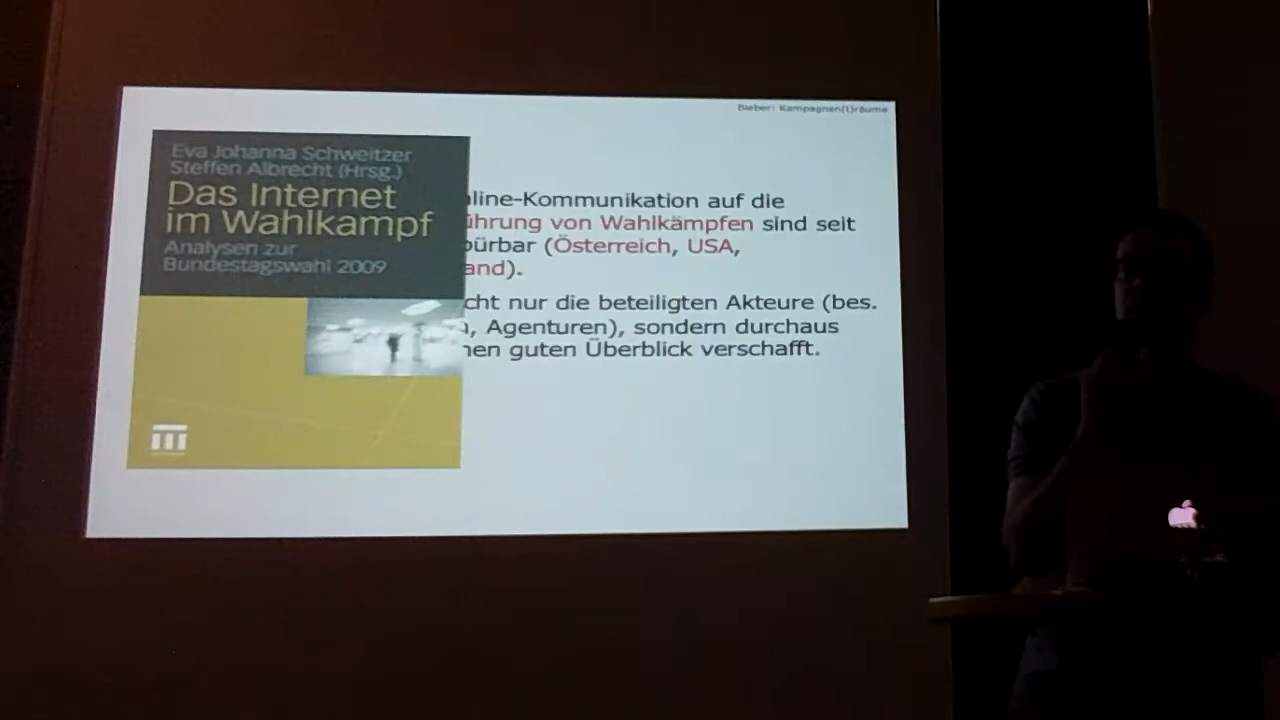 Bieber: Kampagnen(t)räume
Eva Johanna Schweitzer
Steffen Albrecht (Hrsg.)
Das Internet
im Wahlkampf
Analysen zur
Bundestagswahl 2009
line-Kommunikation auf die
ührung von Wahlkämpfen sind seit
pürbar (Österreich, USA,
and).
cht nur die beteiligten Akteure (bes.
, Agenturen), sondern durchaus
nen guten Überblick verschafft.